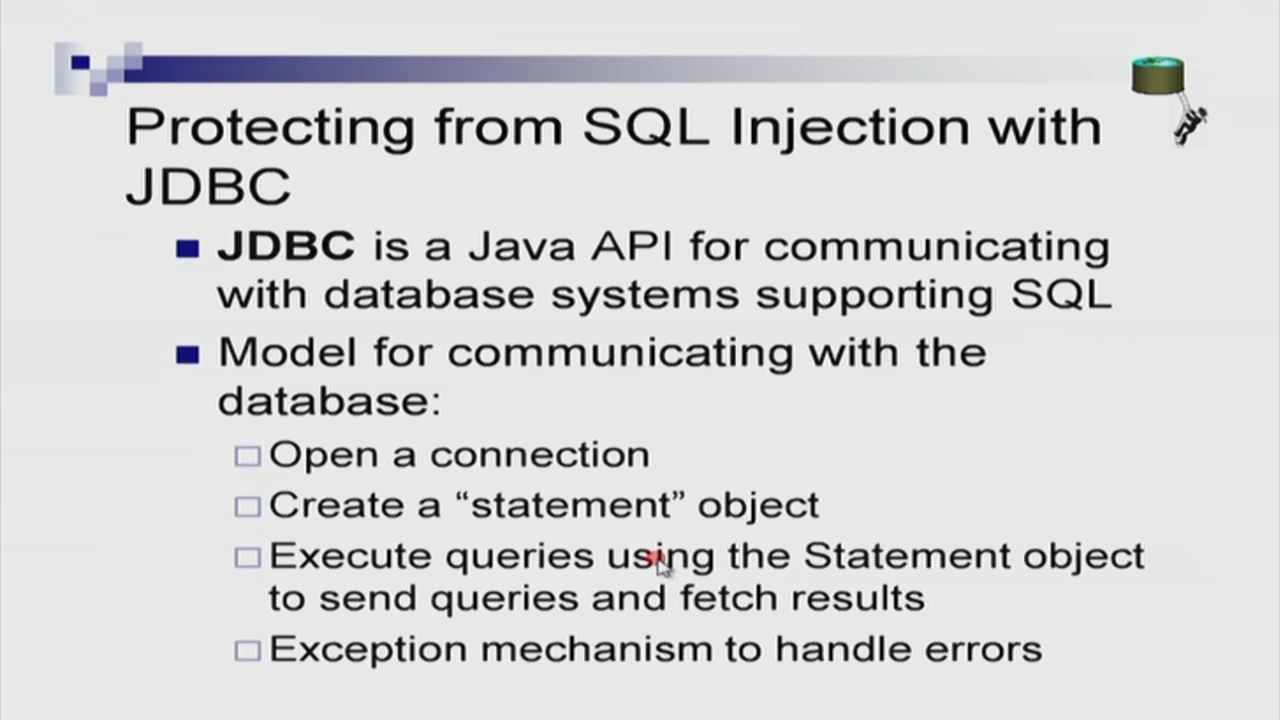 Protecting from SQL Injection with
JDBC
JDBC is a Java API for communicating
with database systems supporting SQL
Model for communicating with the
database:
Open a connection
Create a “statement” object
Execute queries using the Statement object
to send queries and fetch results
Exception mechanism to handle errors